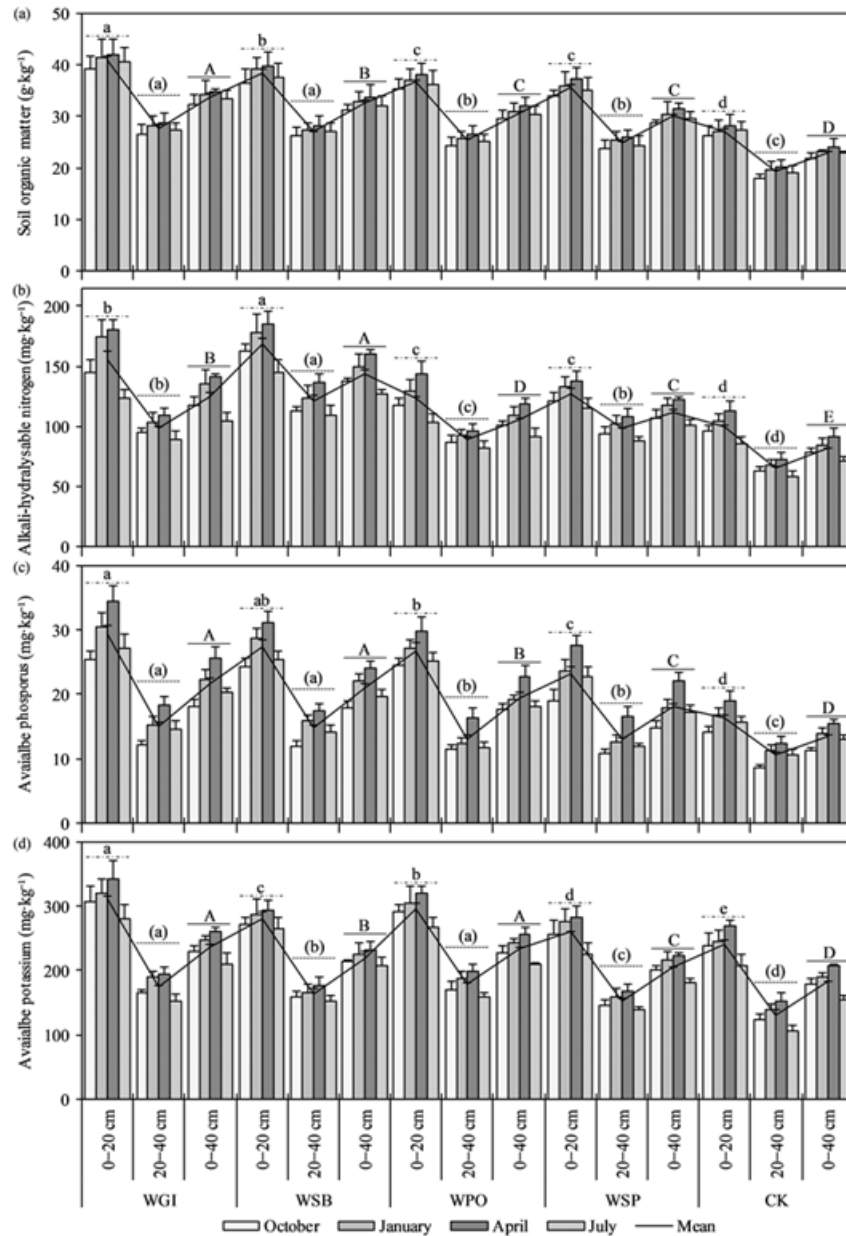 (a)
Soil organic matter (g·kg⁻¹)
50
40
30
20
10
0
a
(a)
A
b
(a)
B
c
(b)
C
c
(b)
C
d
(c)
D
(b)
Alkali-hydralysable nitrogen (mg·kg⁻¹)
200
150
100
50
0
b
(b)
B
a
(a)
A
c
(c)
D
c
(b)
C
d
(d)
E
(c)
Avaialbe phosporus (mg·kg⁻¹)
40
30
20
10
0
a
(a)
A
ab
(a)
A
b
(b)
B
c
(b)
C
d
(c)
D
(d)
Avaialbe potassium (mg·kg⁻¹)
400
300
200
100
0
a
(a)
A
c
(b)
B
b
(a)
A
d
(c)
C
e
(d)
D
0−20 cm
20−40 cm
0−40 cm
0−20 cm
20−40 cm
0−40 cm
0−20 cm
20−40 cm
0−40 cm
0−20 cm
20−40 cm
0−40 cm
0−20 cm
20−40 cm
0−40 cm
WGI WSB WPO WSP CK
October January April July Mean